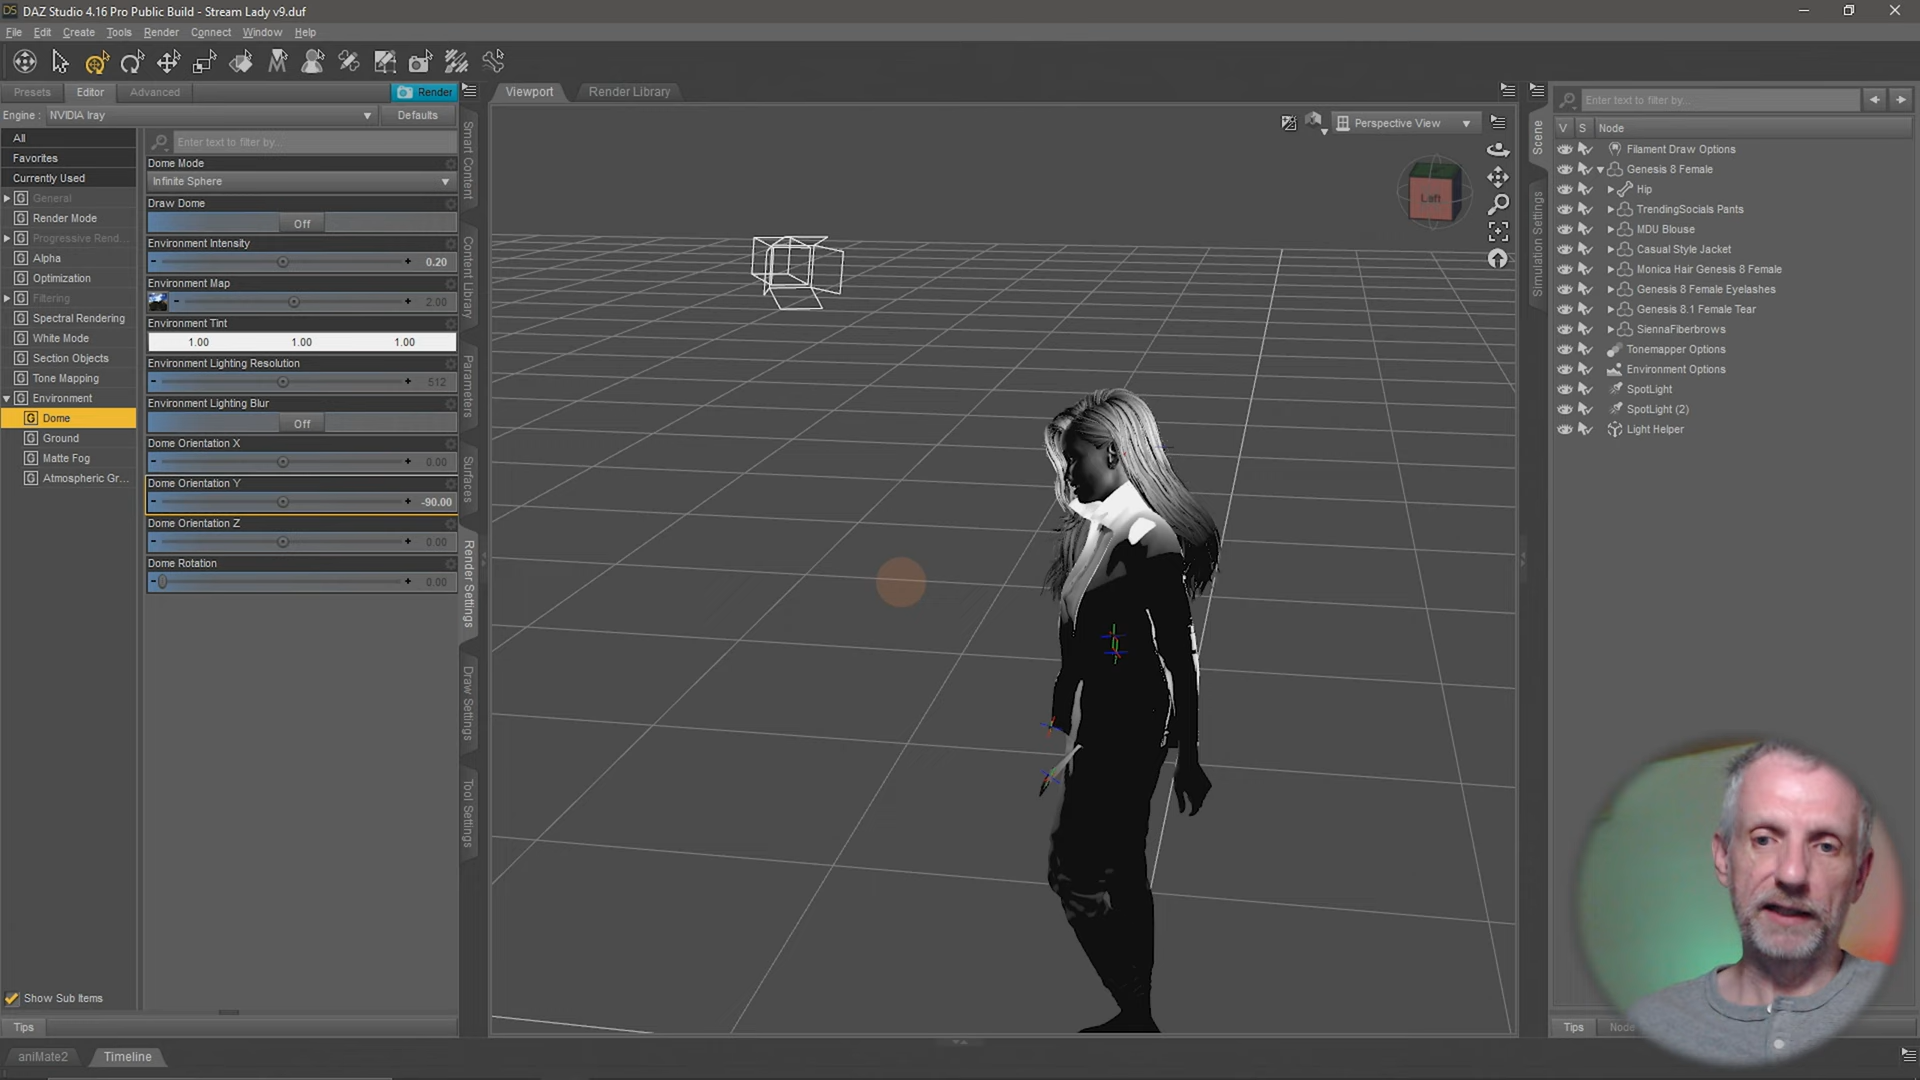 DAZ Studio 4.16 Pro Public Build - Stream Lady v9.duf
File Edit Create Tools Render Connect Window Help
Presets Editor Advanced Render
Engine : NVIDIA Iray Defaults
All
Favorites
Currently Used
General
Render Mode
Progressive Rend...
Alpha
Optimization
Filtering
Spectral Rendering
White Mode
Section Objects
Tone Mapping
Environment
Dome
Ground
Matte Fog
Atmospheric Gr...
Show Sub Items
Tips
Enter text to filter by...
Dome Mode
Infinite Sphere
Draw Dome
Off
Environment Intensity
0.20
Environment Map
2.00
Environment Tint
1.00 1.00 1.00
Environment Lighting Resolution
512
Environment Lighting Blur
Off
Dome Orientation X
0.00
Dome Orientation Y
-90.00
Dome Orientation Z
0.00
Dome Rotation
0.00
Smart Content
Content Library
Parameters
Surfaces
Render Settings
Draw Settings
Tool Settings
Viewport Render Library
Perspective View
Left
Scene
Simulation Settings
Enter text to filter by...
V S Node
Filament Draw Options
Genesis 8 Female
Hip
TrendingSocials Pants
MDU Blouse
Casual Style Jacket
Monica Hair Genesis 8 Female
Genesis 8 Female Eyelashes
Genesis 8.1 Female Tear
SiennaFiberbrows
Tonemapper Options
Environment Options
SpotLight
SpotLight (2)
Light Helper
Tips Node
aniMate2 Timeline